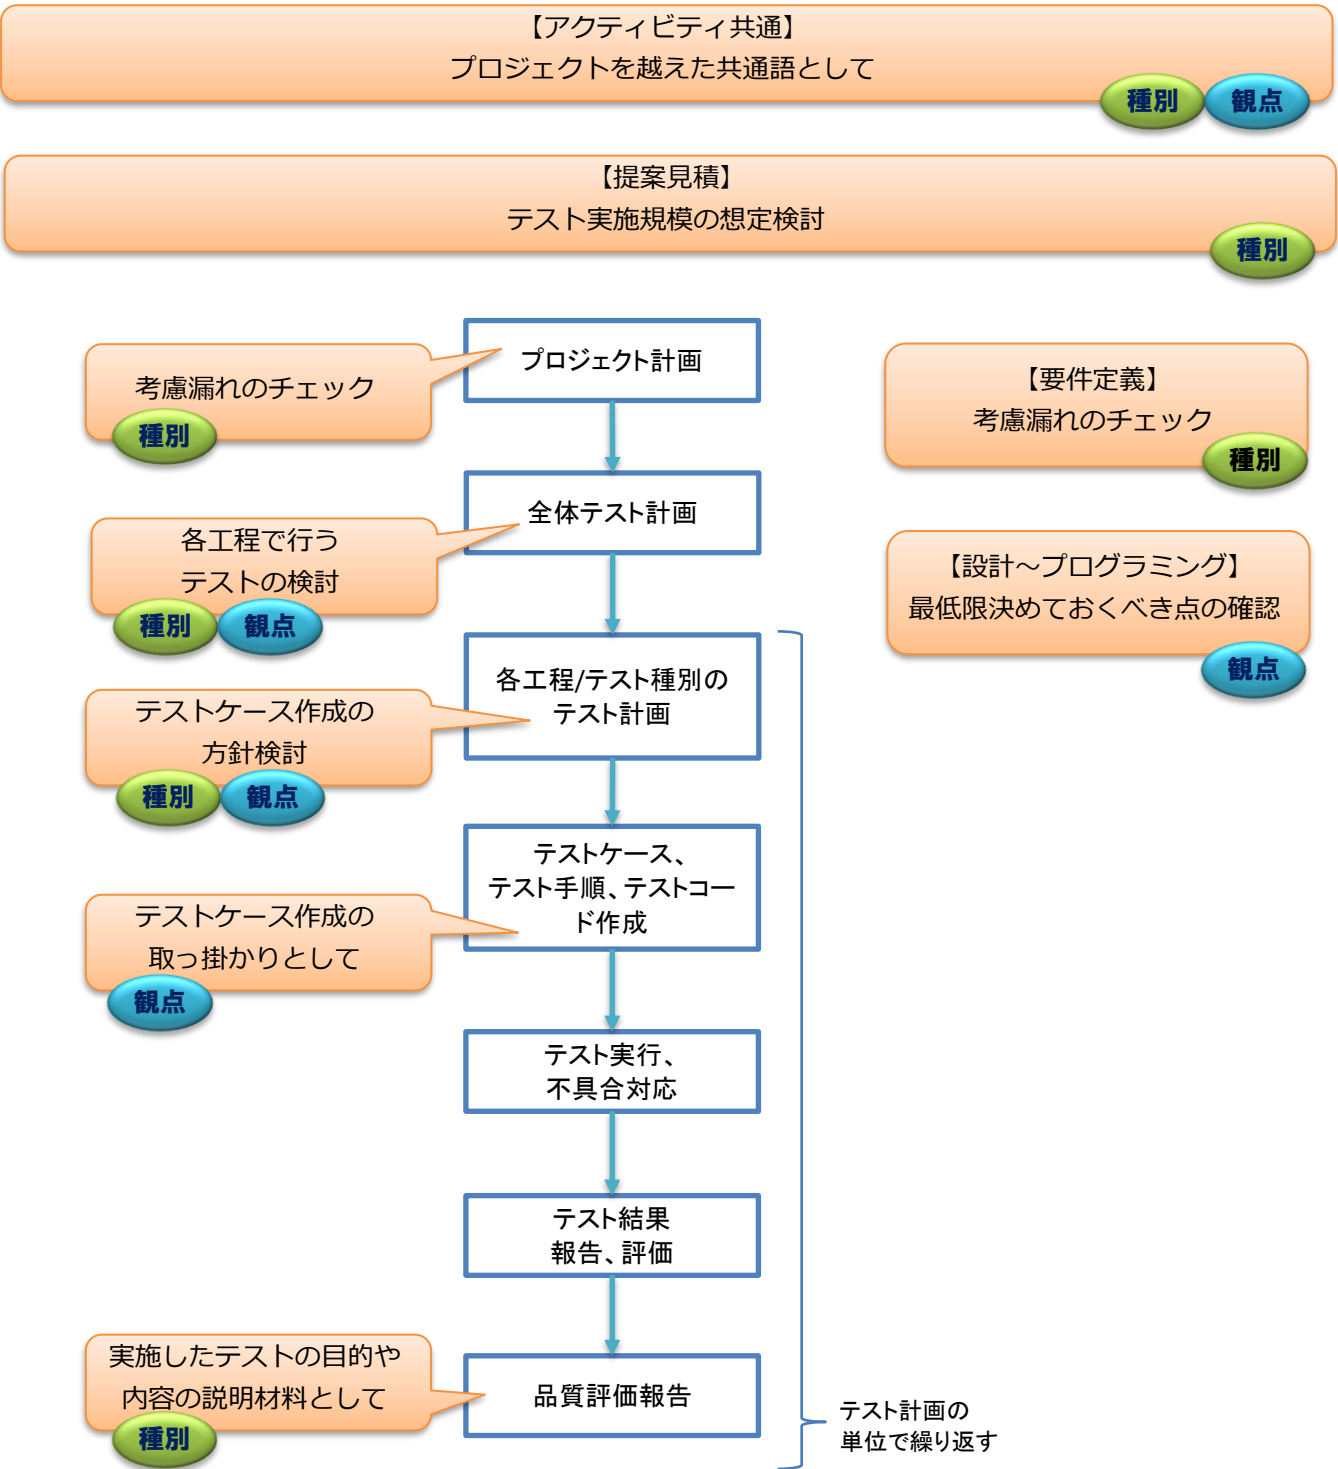 【アクティビティ共通】
プロジェクトを越えた共通語として
種別
観点
【提案見積】
テスト実施規模の想定検討
種別
プロジェクト計画
考慮漏れのチェック
種別
【要件定義】
考慮漏れのチェック
種別
全体テスト計画
各工程で行う
テストの検討
種別
観点
【設計～プログラミング】
最低限決めておくべき点の確認
観点
各工程/テスト種別の
テスト計画
テストケース作成の
方針検討
種別
観点
テストケース、
テスト手順、テストコー
ド作成
テストケース作成の
取っ掛かりとして
観点
テスト実行、
不具合対応
テスト結果
報告、評価
実施したテストの目的や
内容の説明材料として
種別
品質評価報告
テスト計画の
単位で繰り返す